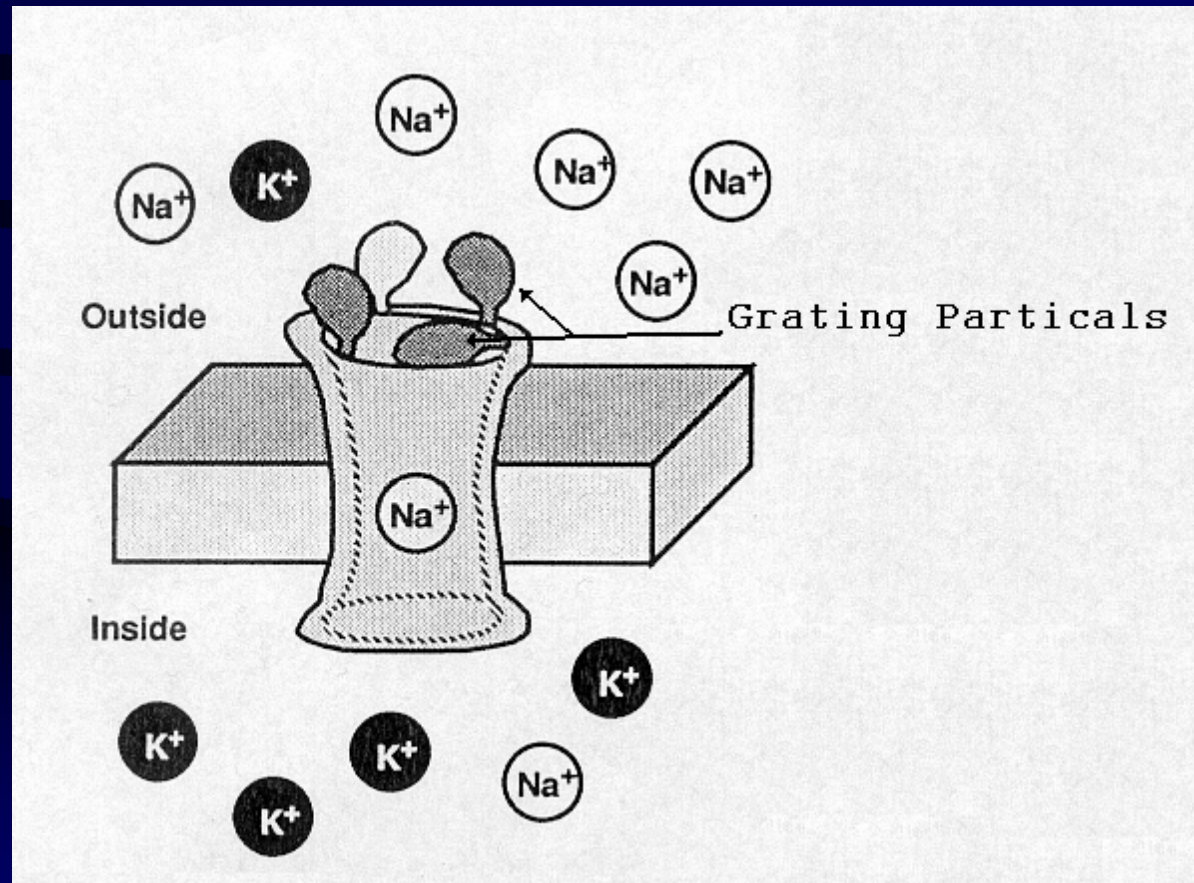 Na⁺
Na⁺
K⁺
Na⁺
Na⁺
Na⁺
Outside
Grating Particals
Na⁺
Inside
K⁺
K⁺
K⁺
Na⁺
K⁺